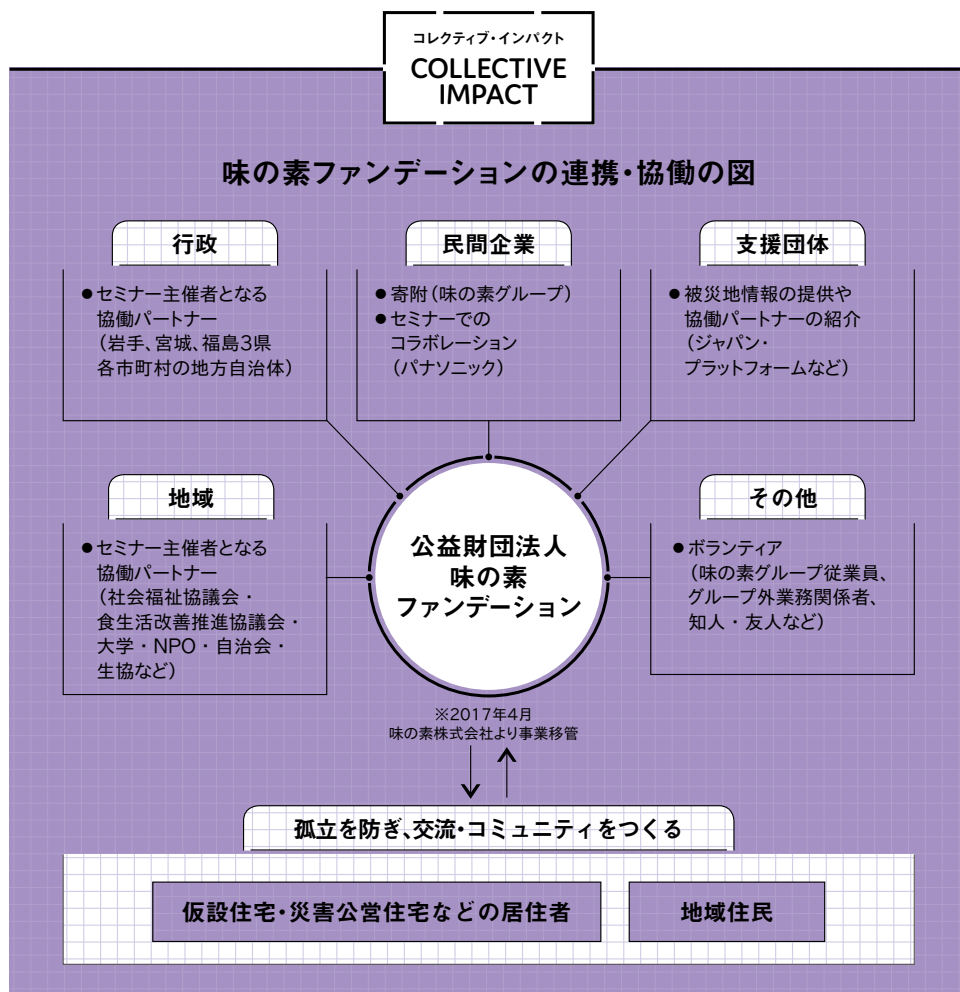 コレクティブ・インパクト
COLLECTIVE
IMPACT
味の素ファンデーションの連携・協働の図
行政
● セミナー主催者となる
協働パートナー
(岩手、宮城、福島3県
各市町村の地方自治体)
民間企業
● 寄附(味の素グループ)
● セミナーでの
コラボレーション
(パナソニック)
支援団体
● 被災地情報の提供や
協働パートナーの紹介
(ジャパン・
プラットフォームなど)
地域
● セミナー主催者となる
協働パートナー
(社会福祉協議会・
食生活改善推進協議会・
大学・NPO・自治会・
生協など)
公益財団法人
味の素
ファンデーション
その他
● ボランティア
(味の素グループ従業員、
グループ外業務関係者、
知人・友人など)
※2017年4月
味の素株式会社より事業移管
孤立を防ぎ、交流・コミュニティをつくる
仮設住宅・災害公営住宅などの居住者
地域住民